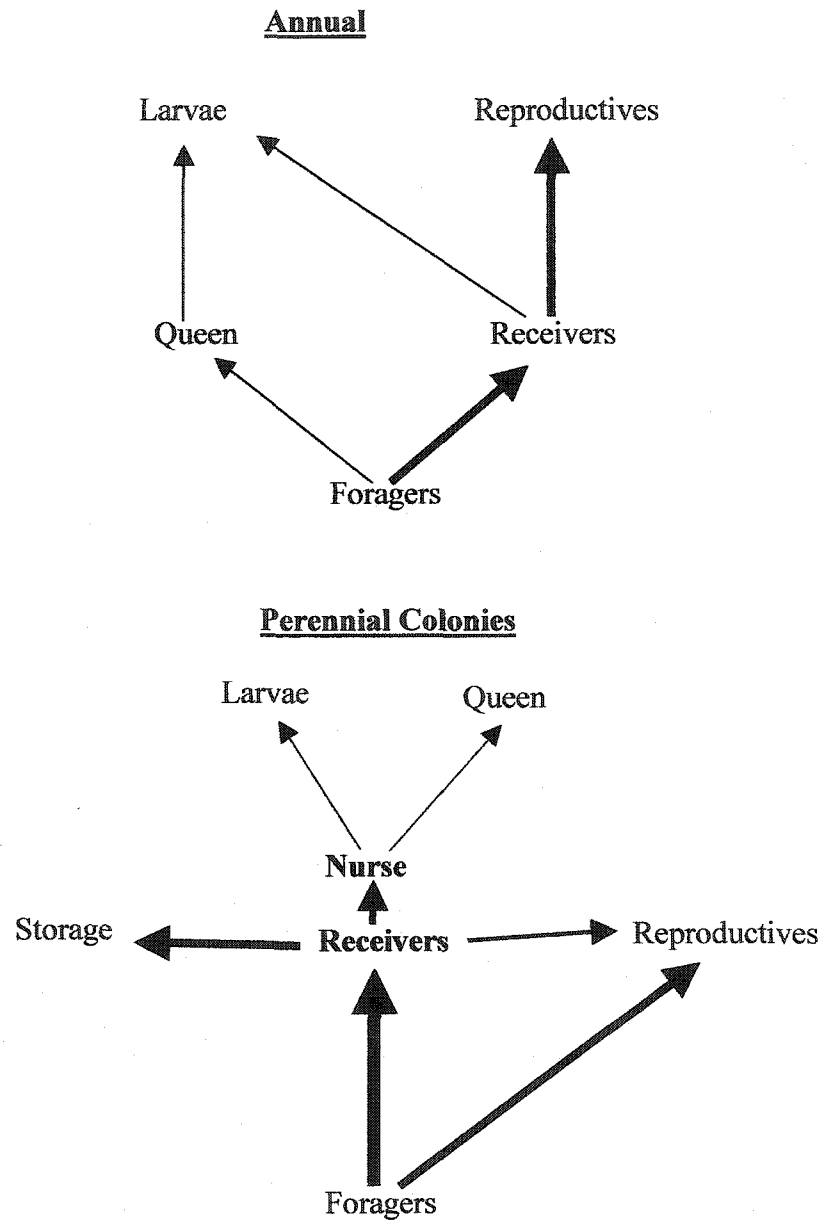 Annual
Larvae Reproductives
Queen Receivers
Foragers
Perennial Colonies
Larvae Queen
Nurse
Storage Receivers Reproductives
Foragers